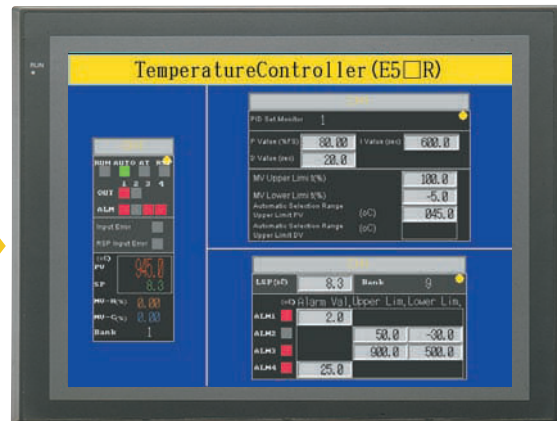 RUN
TemperatureController(E5□R)
RUN AUTO AT RSP
1 2 3 4
OUT
ALM
Input Error
RSP Input Error
(oC)
PV 945.0
SP 8.3
MV-H(%) 0.00
MV-C(%) 0.00
Bank 1
PID Set Monitor 1
P Value (%FS) 80.00 I Value (sec) 600.0
D Value (sec) 20.0
MV Upper Limit(%) 100.0
MV Lower Limit(%) -5.0
Automatic Selection Range
Upper Limit PV (oC) 045.0
Automatic Selection Range
Upper Limit DV (oC)
LSP(oC) 8.3 Bank 9
(oC) Alarm Val, Upper Lim, Lower Lim,
ALM1 2.0
ALM2 50.0 -30.0
ALM3 900.0 500.0
ALM4 25.0